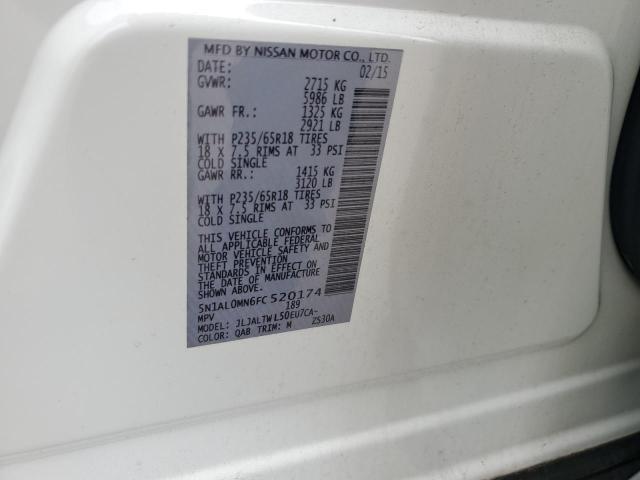 MFD BY NISSAN MOTOR CO., LTD.
DATE: 02/15
GVWR: 2715 KG
5986 LB
GAWR FR.: 1325 KG
2921 LB
WITH P235/65R18 TIRES
18 X 7.5 RIMS AT 33 PSI
COLD SINGLE
GAWR RR.: 1415 KG
3120 LB
WITH P235/65R18 TIRES
18 X 7.5 RIMS AT 33 PSI
COLD SINGLE
THIS VEHICLE CONFORMS TO
ALL APPLICABLE FEDERAL
MOTOR VEHICLE SAFETY AND
THEFT PREVENTION
STANDARDS IN EFFECT ON
THE DATE OF MANUFACTURE
SHOWN ABOVE.
5N1AL0MN6FC520174
MPV 189
MODEL: JLJALTWL50EU7CA-
COLOR: QAB TRIM: M ZS30A